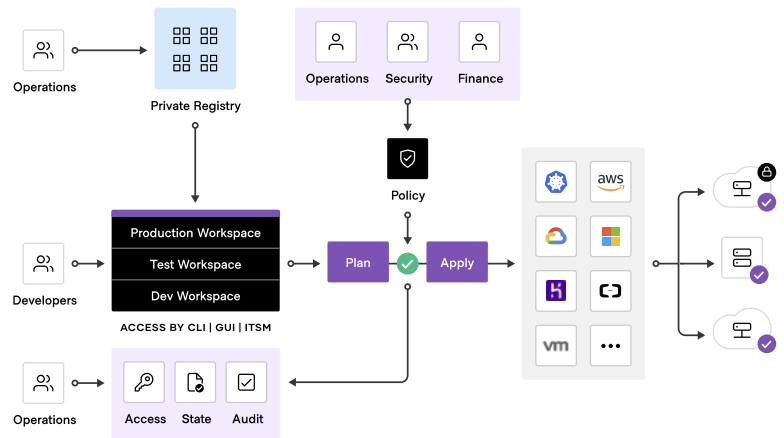 Operations
Private Registry
Operations
Security
Finance
Policy
Developers
Production Workspace
Test Workspace
Dev Workspace
ACCESS BY CLI | GUI | ITSM
Plan
Apply
aws
vm
Operations
Access
State
Audit